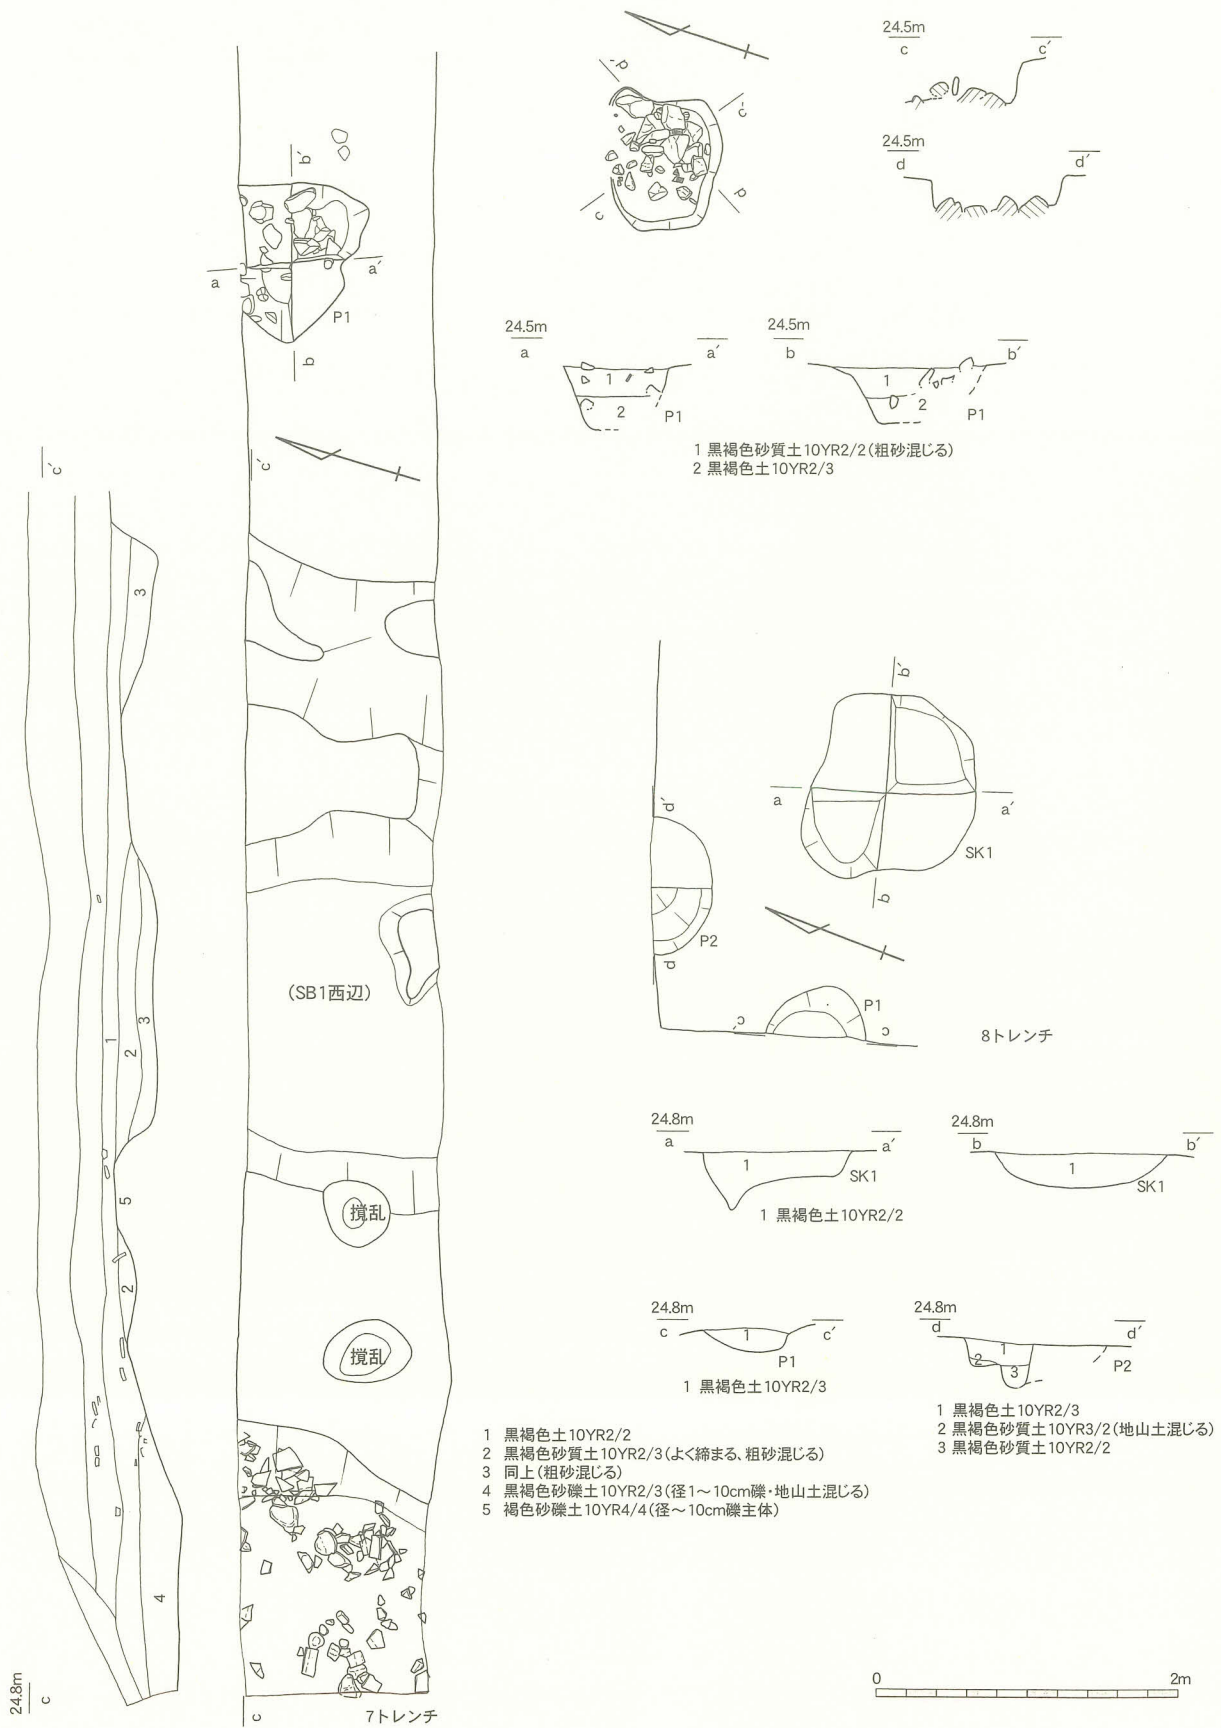 24.5m
c
c′
24.5m
d
d′
d′
c′
c
d
b′
a
a′
P1
b
24.5m
a
a′
1
2
P1
24.5m
b
b′
1
2
P1
1 黒褐色砂質土10YR2/2(粗砂混じる)
2 黒褐色土10YR2/3
c′
c′
3
1
2
3
5
2
4
24.8m
c
(SB1西辺)
撹乱
撹乱
c
7トレンチ
b′
a
a′
SK1
b
d′
P2
d
c′
P1
c
8トレンチ
24.8m
a
a′
1
SK1
1 黒褐色土10YR2/2
24.8m
b
b′
1
SK1
24.8m
c
c′
1
P1
1 黒褐色土10YR2/3
24.8m
d
d′
1
2
3
P2
1 黒褐色土10YR2/3
2 黒褐色砂質土10YR3/2(地山土混じる)
3 黒褐色砂質土10YR2/2
1 黒褐色土10YR2/2
2 黒褐色砂質土10YR2/3(よく締まる、粗砂混じる)
3 同上(粗砂混じる)
4 黒褐色砂礫土10YR2/3(径1～10cm礫・地山土混じる)
5 褐色砂礫土10YR4/4(径～10cm礫主体)
0
2m